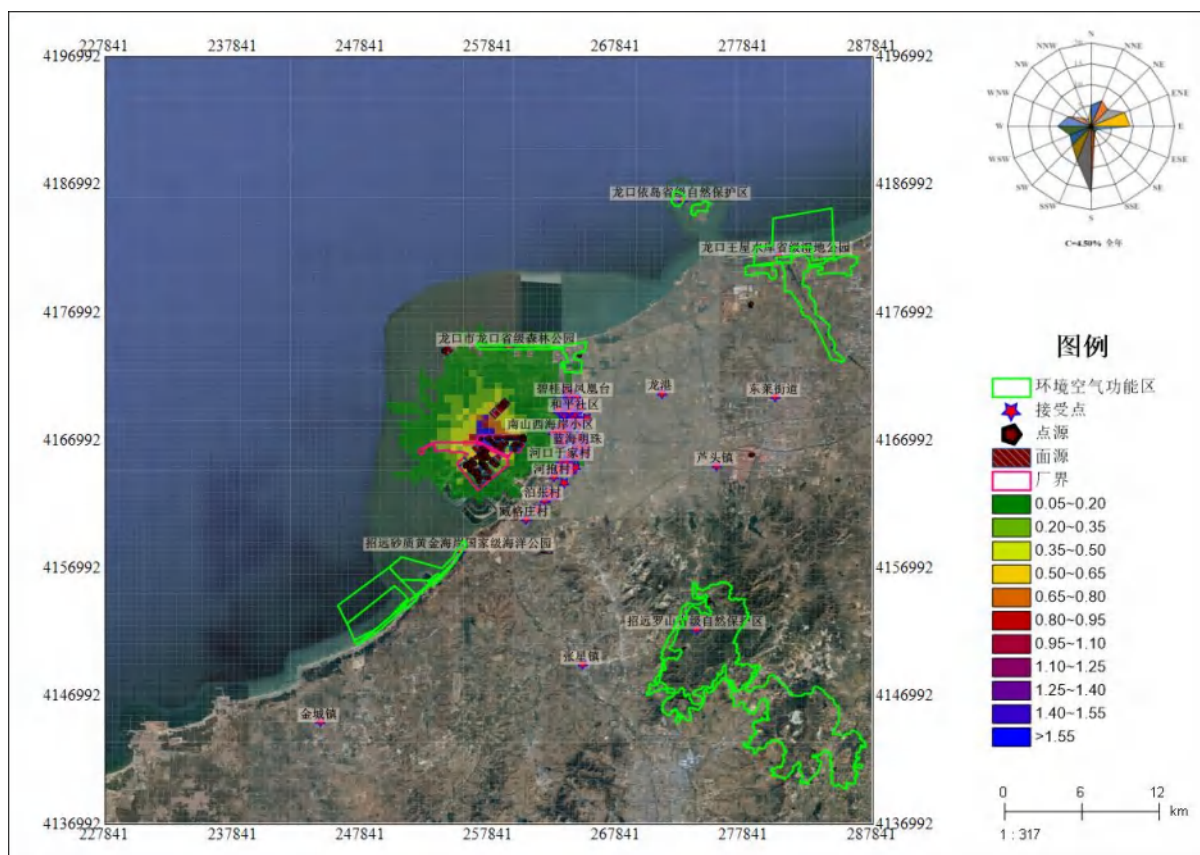 227841 237841 247841 257841 267841 277841 287841
4196992 4196992
4186992 4186992
4176992 4176992
4166992 4166992
4156992 4156992
4146992 4146992
4136992 4136992
227841 237841 247841 257841 267841 277841 287841
龙口依岛省级自然保护区
龙口王屋水库省级湿地公园
龙口市龙口省级森林公园
碧桂园凤凰台
龙港
东莱街道
和平社区
南山西海岸小区
蓝海明珠
河口于家村
芦头镇
河抱村
泊张村
臧格庄村
招远砂质黄金海岸国家级海洋公园
招远罗山省级自然保护区
张星镇
金城镇
N
NNW NNE
NW NE
WNW ENE
W E
WSW ESE
SW NE
SSW SSE
S
C=4.50% 全年
图例
环境空气功能区
接受点
点源
面源
厂界
0.05~0.20
0.20~0.35
0.35~0.50
0.50~0.65
0.65~0.80
0.80~0.95
0.95~1.10
1.10~1.25
1.25~1.40
1.40~1.55
>1.55
0 6 12
km
1 : 317